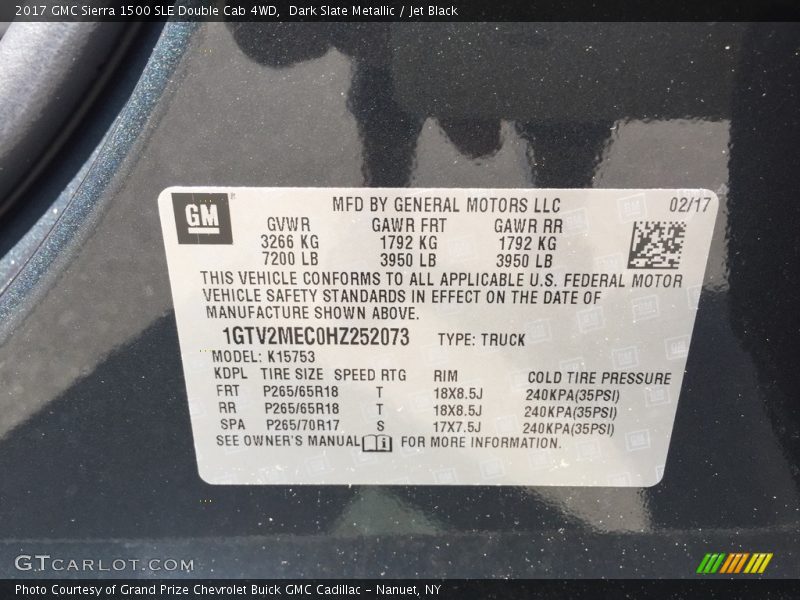 2017 GMC Sierra 1500 SLE Double Cab 4WD,  Dark Slate Metallic / Jet Black
GM
MFD BY GENERAL MOTORS LLC 02/17
GVWR GAWR FRT GAWR RR
3266 KG 1792 KG 1792 KG
7200 LB 3950 LB 3950 LB
THIS VEHICLE CONFORMS TO ALL APPLICABLE U.S. FEDERAL MOTOR
VEHICLE SAFETY STANDARDS IN EFFECT ON THE DATE OF
MANUFACTURE SHOWN ABOVE.
1GTV2MEC0HZ252073 TYPE: TRUCK
MODEL: K15753
KDPL TIRE SIZE SPEED RTG RIM COLD TIRE PRESSURE
FRT P265/65R18 T 18X8.5J 240KPA(35PSI)
RR P265/65R18 T 18X8.5J 240KPA(35PSI)
SPA P265/70R17 S 17X7.5J 240KPA(35PSI)
SEE OWNER'S MANUAL i FOR MORE INFORMATION.
GTCARLOT.COM
Photo Courtesy of Grand Prize Chevrolet Buick GMC Cadillac – Nanuet, NY